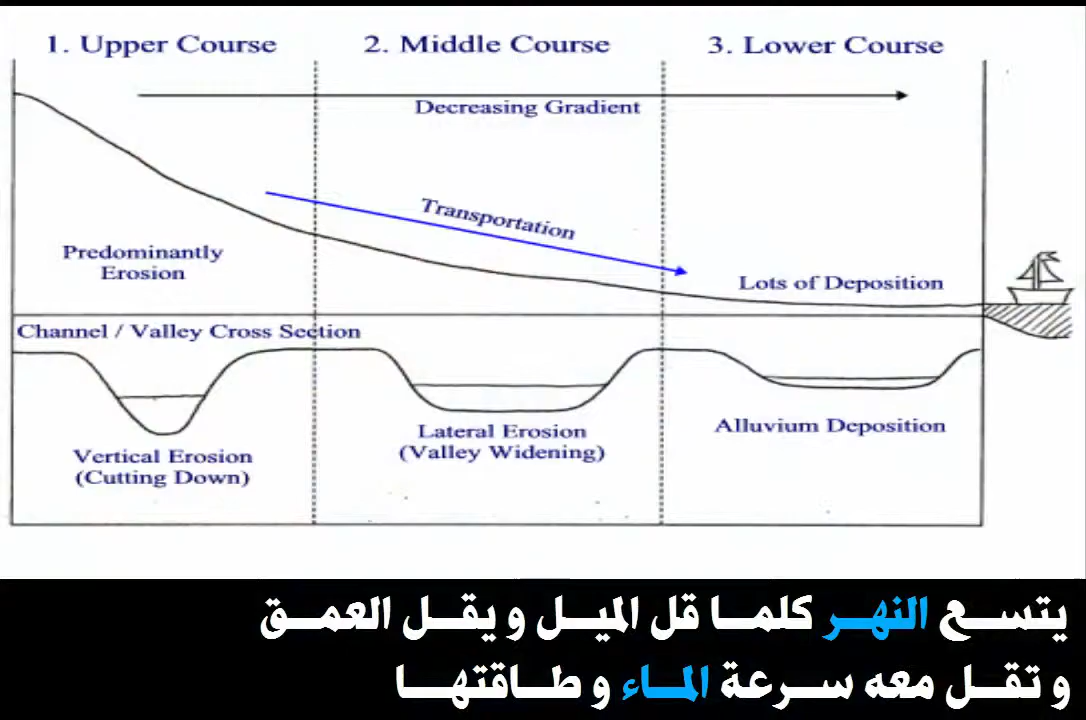 1. Upper Course
2. Middle Course
3. Lower Course
Decreasing Gradient
Transportation
Predominantly
Erosion
Lots of Deposition
Channel / Valley Cross Section
Vertical Erosion
(Cutting Down)
Lateral Erosion
(Valley Widening)
Alluvium Deposition
يتسع النهر كلما قل الميل و يقل العمق
و تقل معه سرعة الماء و طاقتها